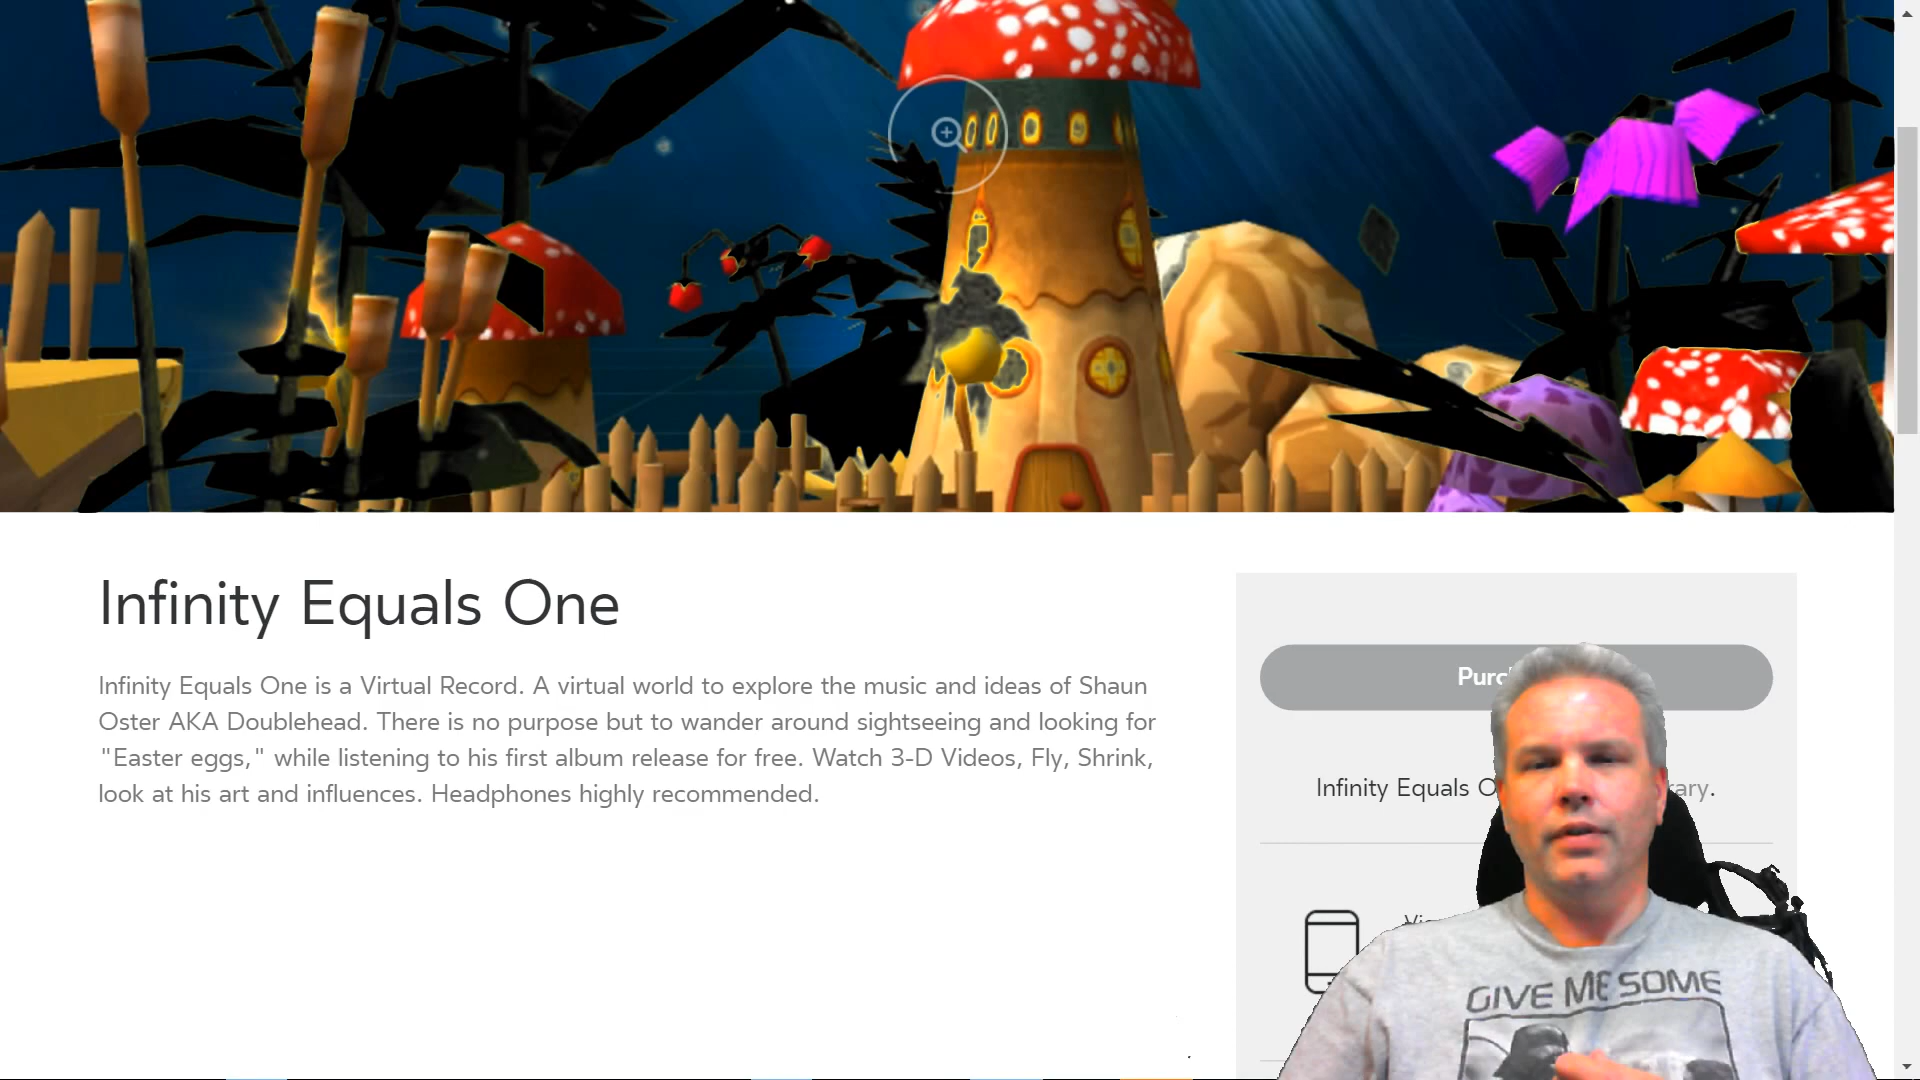 Infinity Equals One
Infinity Equals One is a Virtual Record. A virtual world to explore the music and ideas of Shaun
Oster AKA Doublehead. There is no purpose but to wander around sightseeing and looking for
"Easter eggs," while listening to his first album release for free. Watch 3-D Videos, Fly, Shrink,
look at his art and influences. Headphones highly recommended.
Infinity Equals
GIVE ME SOME